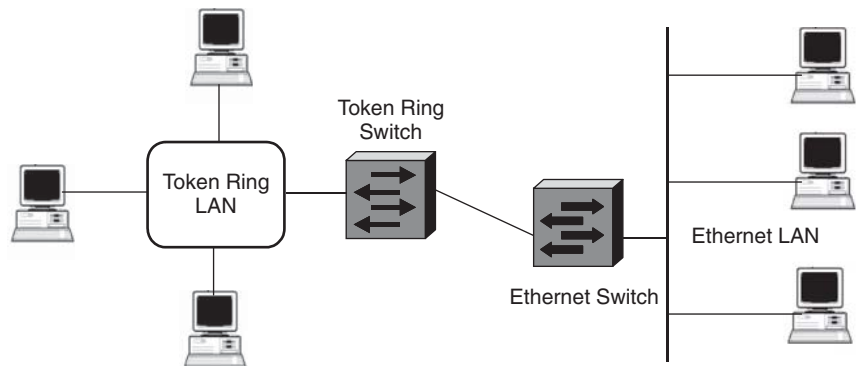 Token Ring
Switch
Token Ring
LAN
Ethernet LAN
Ethernet Switch